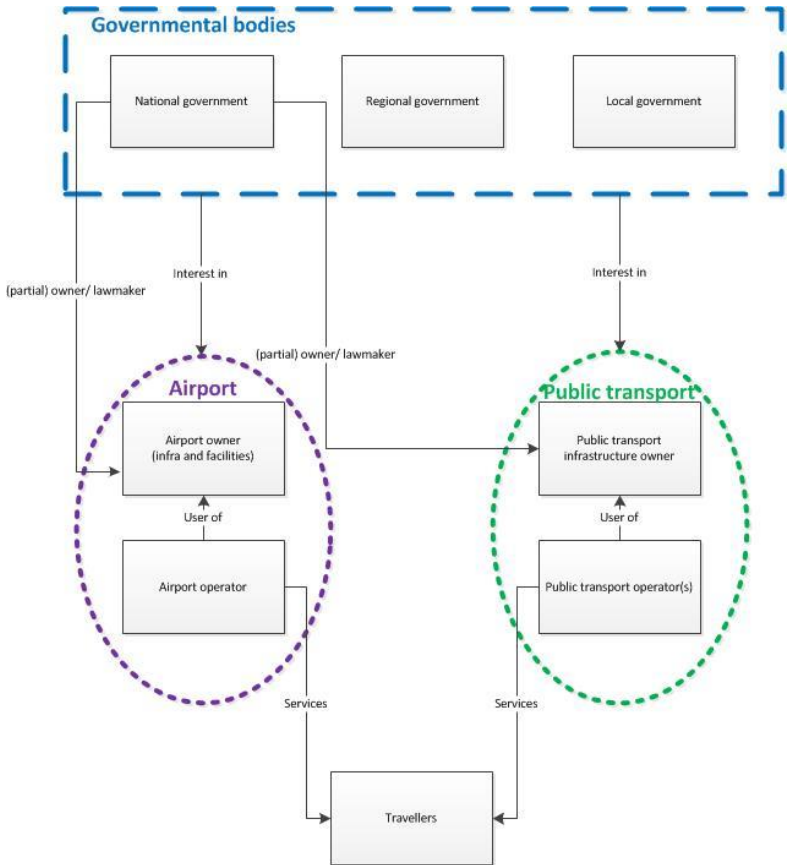 Governmental bodies
National government
Regional government
Local government
Interest in
Interest in
(partial) owner/ lawmaker
(partial) owner/ lawmaker
Airport
Public transport
Airport owner
(infra and facilities)
Public transport
infrastructure owner
User of
User of
Airport operator
Public transport operator(s)
Services
Services
Travellers